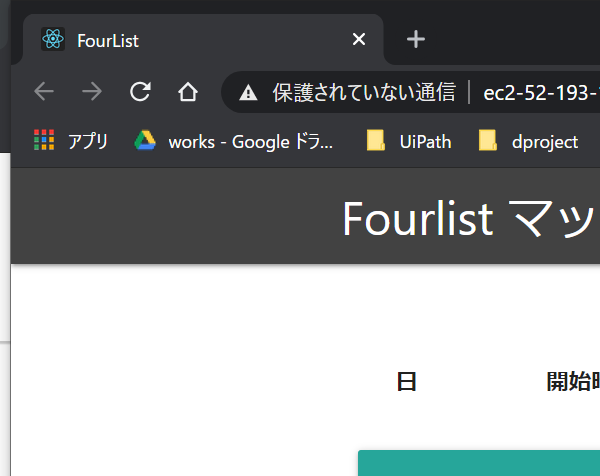 FourList
保護されていない通信 ec2-52-193-
アプリ works - Google ドラ... UiPath dproject
Fourlist マッ
日 開始